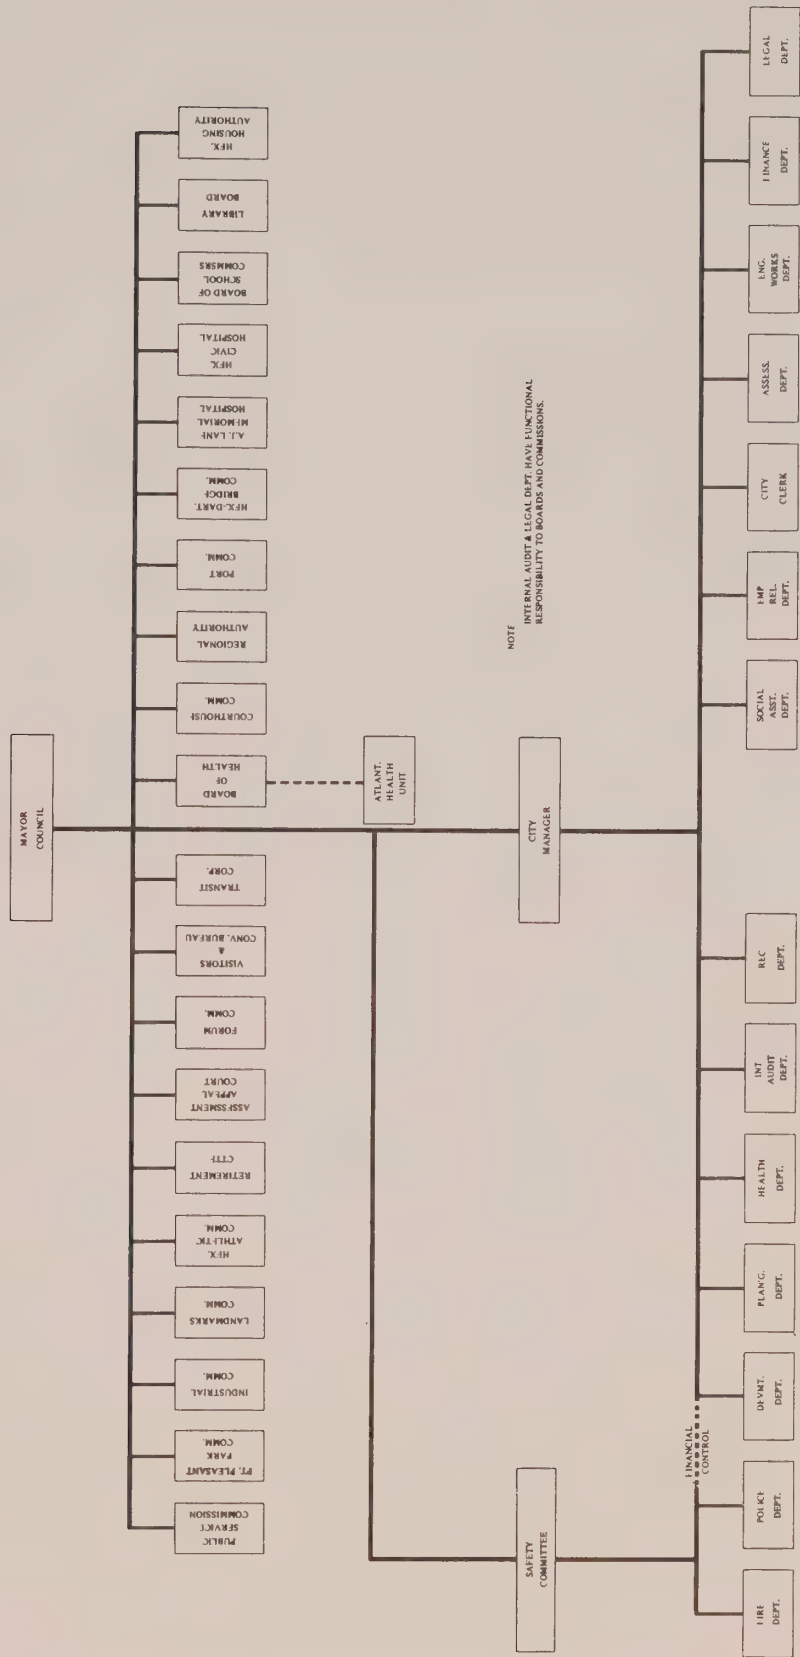 MAYOR
COUNCIL
PUBLIC
SERVICE
COMMISSION
PT. PLEASANT
PARK
COMM.
INDUSTRIAL
COMM.
LANDMARKS
COMM.
HFX.
ATHLETIC
COMM.
RETIREMENT
CTTE
ASSESSMENT
APPEAL
COURT
FORUM
COMM.
VISITORS
&
CONV. BUREAU
TRANSIT
CORP.
BOARD
OF
HEALTH
COURTHOUSE
COMM.
REGIONAL
AUTHORITY
PORT
COMM.
HFX-DART.
BRIDGE
COMM.
A.J. LANE
MEMORIAL
HOSPITAL
HFX.
CIVIC
HOSPITAL
BOARD OF
SCHOOL
COMMSRS
LIBRARY
BOARD
HFX.
HOUSING
AUTHORITY
ATLANT.
HEALTH
UNIT
SAFETY
COMMITTEE
CITY
MANAGER
NOTE
INTERNAL AUDIT & LEGAL DEPT. HAVE FUNCTIONAL
RESPONSIBILITY TO BOARDS AND COMMISSIONS.
FINANCIAL
CONTROL
FIRE
DEPT.
POLICE
DEPT.
DEVMT.
DEPT.
PLAN'G.
DEPT.
HEALTH
DEPT.
INT
AUDIT
DEPT.
REC
DEPT.
SOCIAL
ASST.
DEPT.
EMP
REL.
DEPT.
CITY
CLERK
ASSESS.
DEPT.
ENG.
WORKS
DEPT.
FINANCE
DEPT.
LEGAL
DEPT.